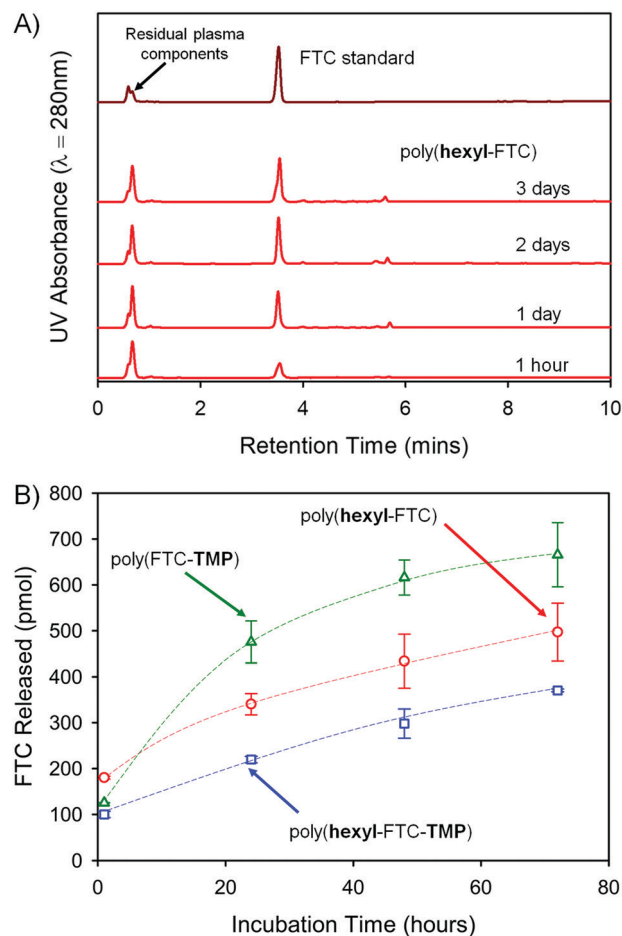 A)
Residual plasma
components
FTC standard
poly(hexyl-FTC)
3 days
2 days
1 day
1 hour
UV Absorbance (λ = 280nm)
0 2 4 6 8 10
Retention Time (mins)
B)
800
700
600
500
400
300
200
100
0
poly(hexyl-FTC)
poly(FTC-TMP)
poly(hexyl-FTC-TMP)
FTC Released (pmol)
0 20 40 60 80
Incubation Time (hours)